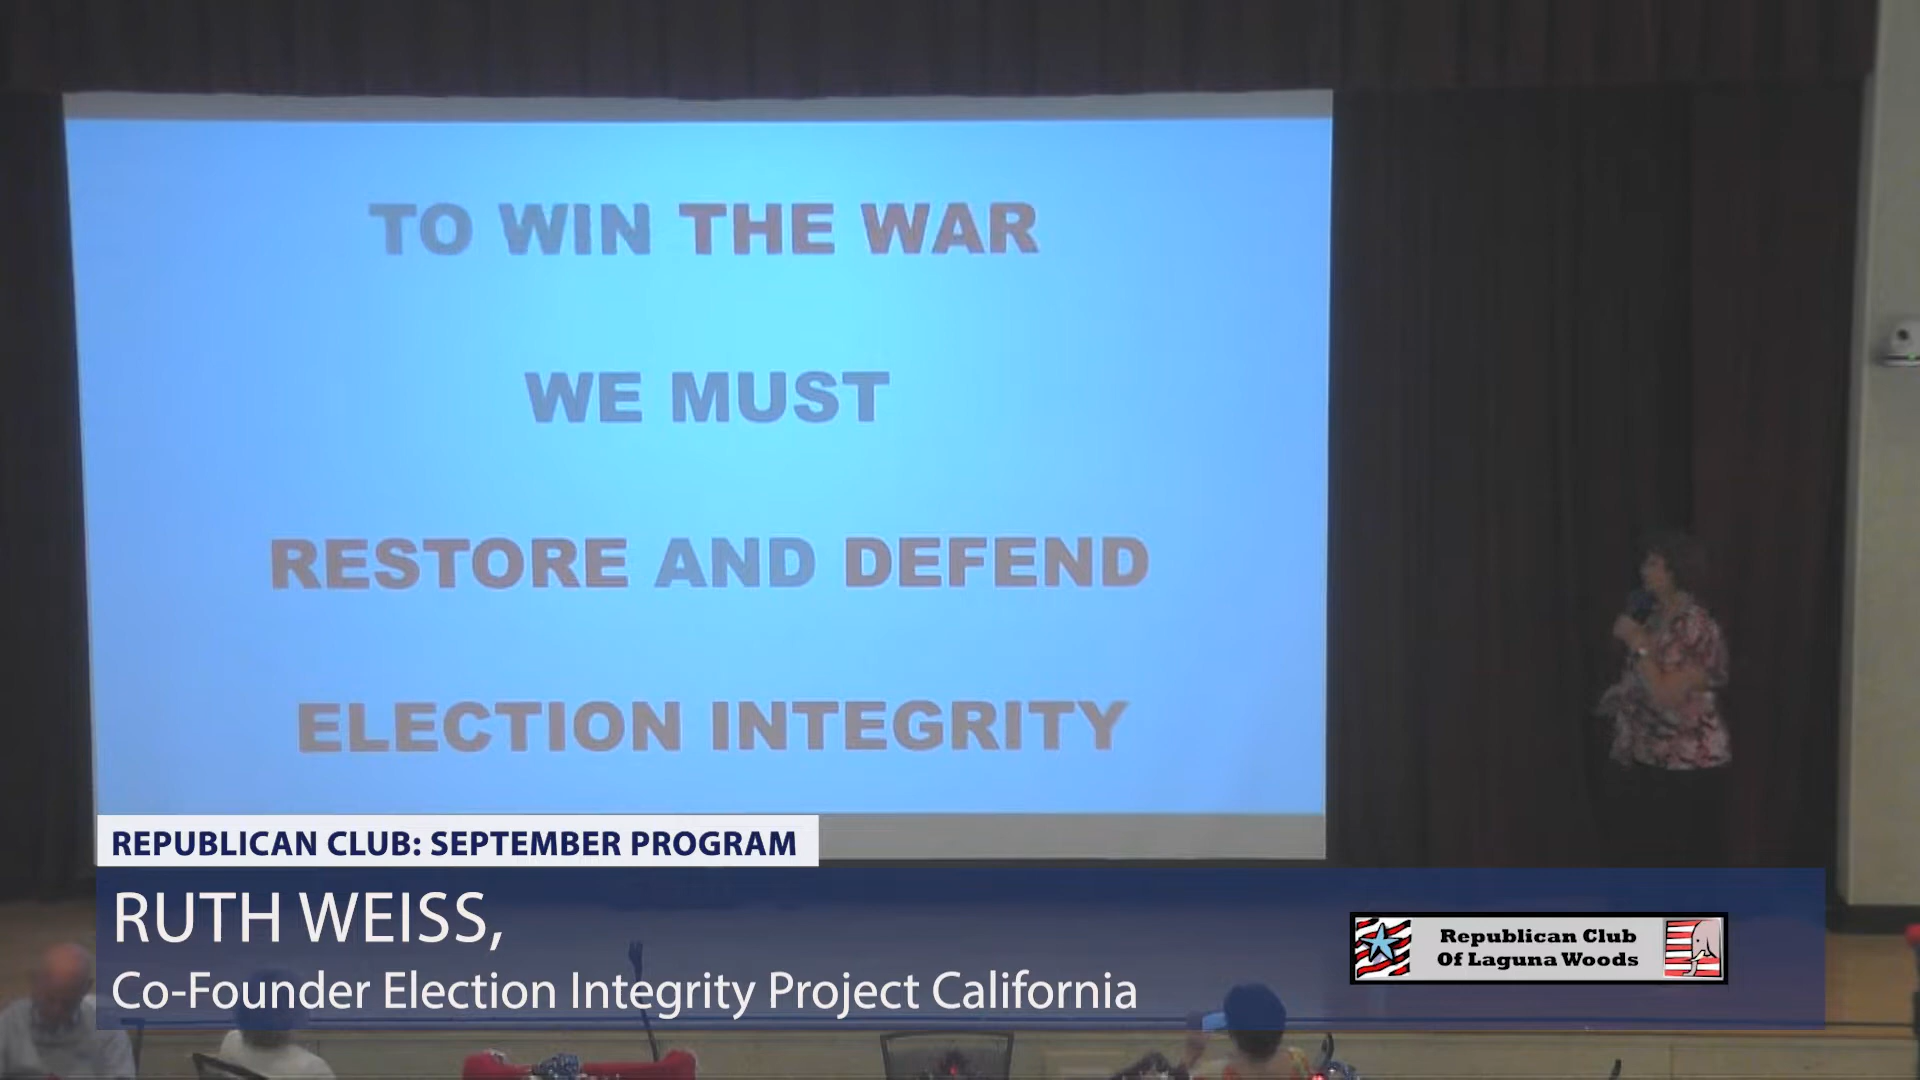 TO WIN THE WAR
WE MUST
RESTORE AND DEFEND
ELECTION INTEGRITY
REPUBLICAN CLUB: SEPTEMBER PROGRAM
RUTH WEISS,
Co-Founder Election Integrity Project California
Republican Club
Of Laguna Woods